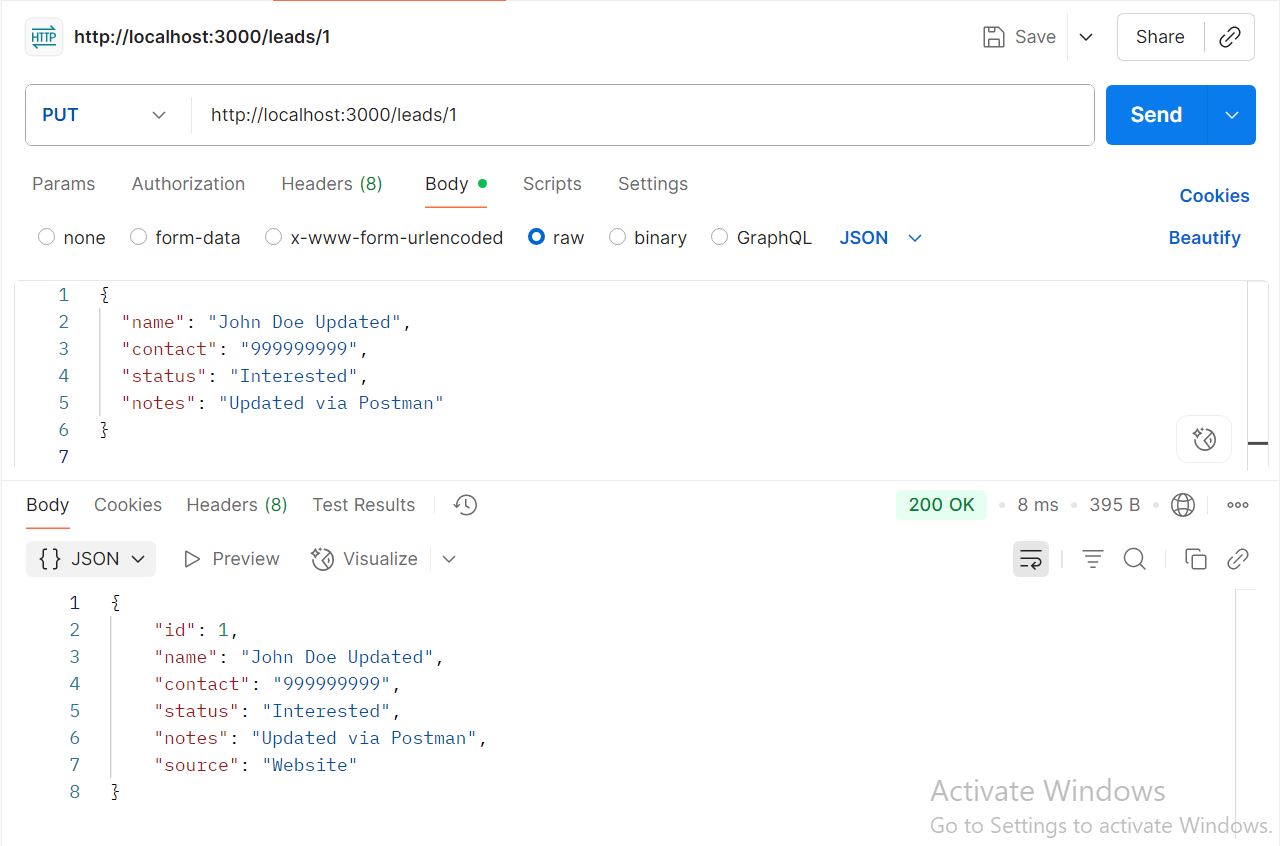 HTTP http://localhost:3000/leads/1 Save Share
PUT http://localhost:3000/leads/1 Send
Params Authorization Headers (8) Body Scripts Settings Cookies
none form-data x-www-form-urlencoded raw binary GraphQL JSON Beautify
1 {
2 "name": "John Doe Updated",
3 "contact": "999999999",
4 "status": "Interested",
5 "notes": "Updated via Postman"
6 }
7
Body Cookies Headers (8) Test Results 200 OK 8 ms 395 B
{} JSON Preview Visualize
1 {
2 "id": 1,
3 "name": "John Doe Updated",
4 "contact": "999999999",
5 "status": "Interested",
6 "notes": "Updated via Postman",
7 "source": "Website"
8 }
Activate Windows
Go to Settings to activate Windows.